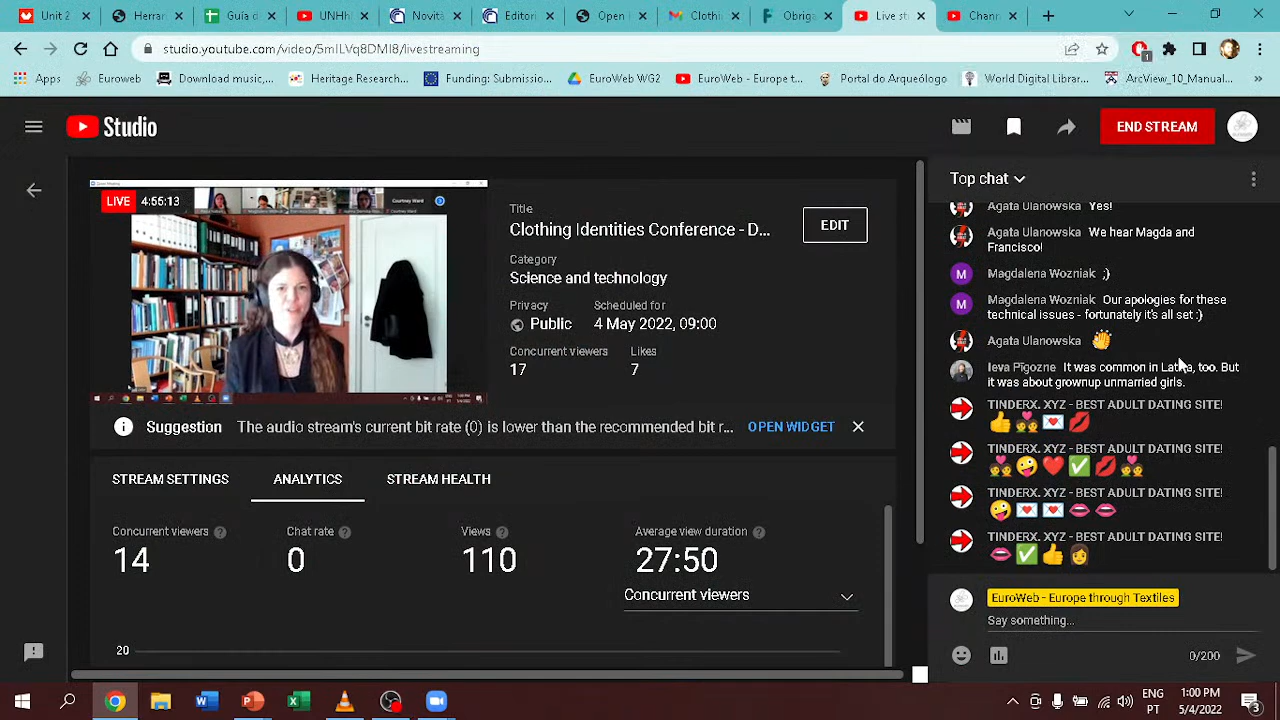 Unit
Guía
UNHi
Novita
Editori
Open
Clothi
Obrig
Live st
Chann
studio.youtube.com/video/5mILVq8DMI8/livestreaming
Apps
Euroweb
Download music,...
Heritage Research...
Funding: Submissio...
EuroWeb WG2
EuroWeb - Europe t...
Portal do Arqueólogo
World Digital Librar...
ArcView_10_Manual...
Studio
END STREAM
LIVE
4:55:13
Courtney Ward
Title
Clothing Identities Conference - D...
EDIT
Category
Science and technology
Privacy
Scheduled for
Public
4 May 2022, 09:00
Concurrent viewers
Likes
17
7
Suggestion
The audio stream's current bit rate (0) is lower than the recommended bit r...
OPEN WIDGET
STREAM SETTINGS
ANALYTICS
STREAM HEALTH
Concurrent viewers
Chat rate
Views
Average view duration
14
0
110
27:50
Concurrent viewers
20
Top chat
Agata Ulanowska Yes!
Agata Ulanowska We hear Magda and
Francisco!
M
Magdalena Wozniak ;)
M
Magdalena Wozniak Our apologies for these
technical issues - fortunately it's all set :)
Agata Ulanowska 👏
Ieva Pīgozne It was common in Latvia, too. But
it was about grownup unmarried girls.
TINDERX. XYZ - BEST ADULT DATING SITE!
👍💑💌💋
TINDERX. XYZ - BEST ADULT DATING SITE!
💑🤪❤️✅💋💑
TINDERX. XYZ - BEST ADULT DATING SITE!
🤪💌💌👄👄
TINDERX. XYZ - BEST ADULT DATING SITE!
👄✅👍👩
EuroWeb - Europe through Textiles
Say something...
0/200
ENG
PT
1:00 PM
5/4/2022
3